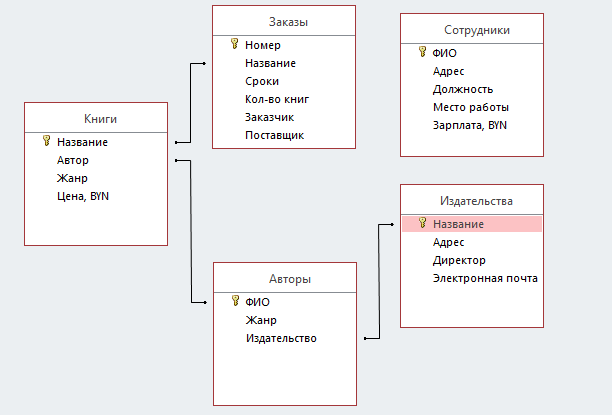 Заказы
Номер
Название
Сроки
Кол-во книг
Заказчик
Поставщик
Сотрудники
ФИО
Адрес
Должность
Место работы
Зарплата, BYN
Книги
Название
Автор
Жанр
Цена, BYN
Издательства
Название
Адрес
Директор
Электронная почта
Авторы
ФИО
Жанр
Издательство